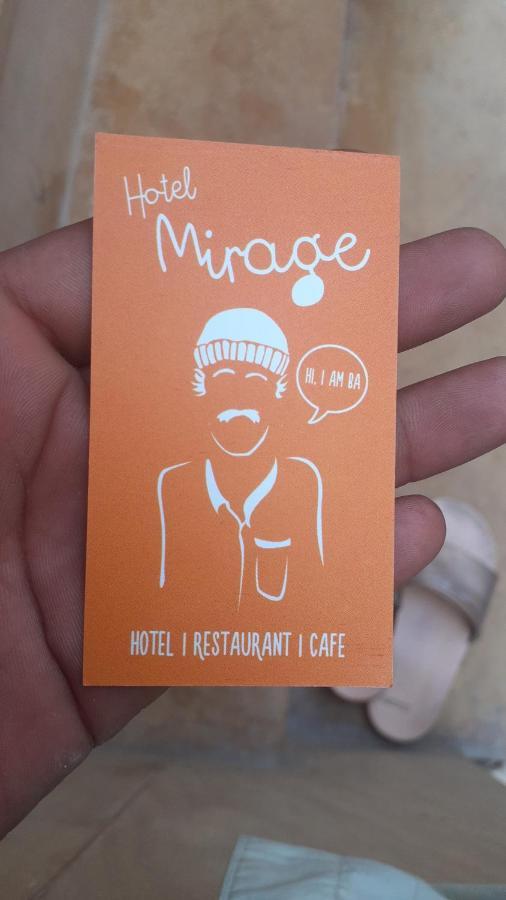 Hotel
Mirage
HI, I AM BA
HOTEL | RESTAURANT | CAFE